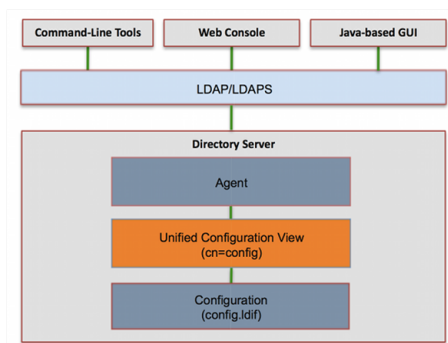 Command-Line Tools
Web Console
Java-based GUI
LDAP/LDAPS
Directory Server
Agent
Unified Configuration View
(cn=config)
Configuration
(config.ldif)